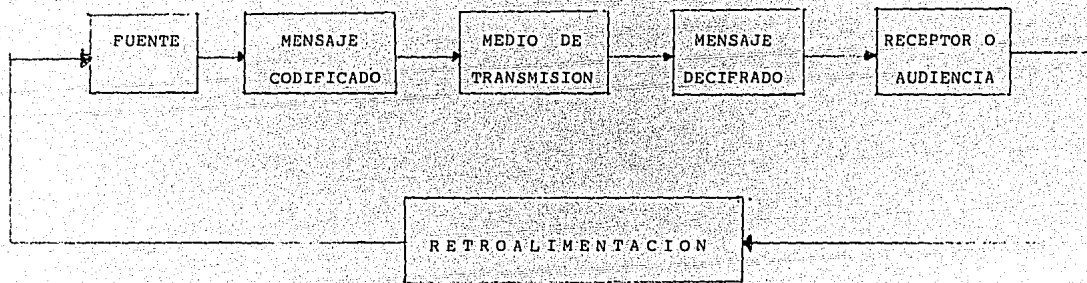 FUENTE
MENSAJE
CODIFICADO
MEDIO DE
TRANSMISION
MENSAJE
DECIFRADO
RECEPTOR O
AUDIENCIA
RETROALIMENTACION